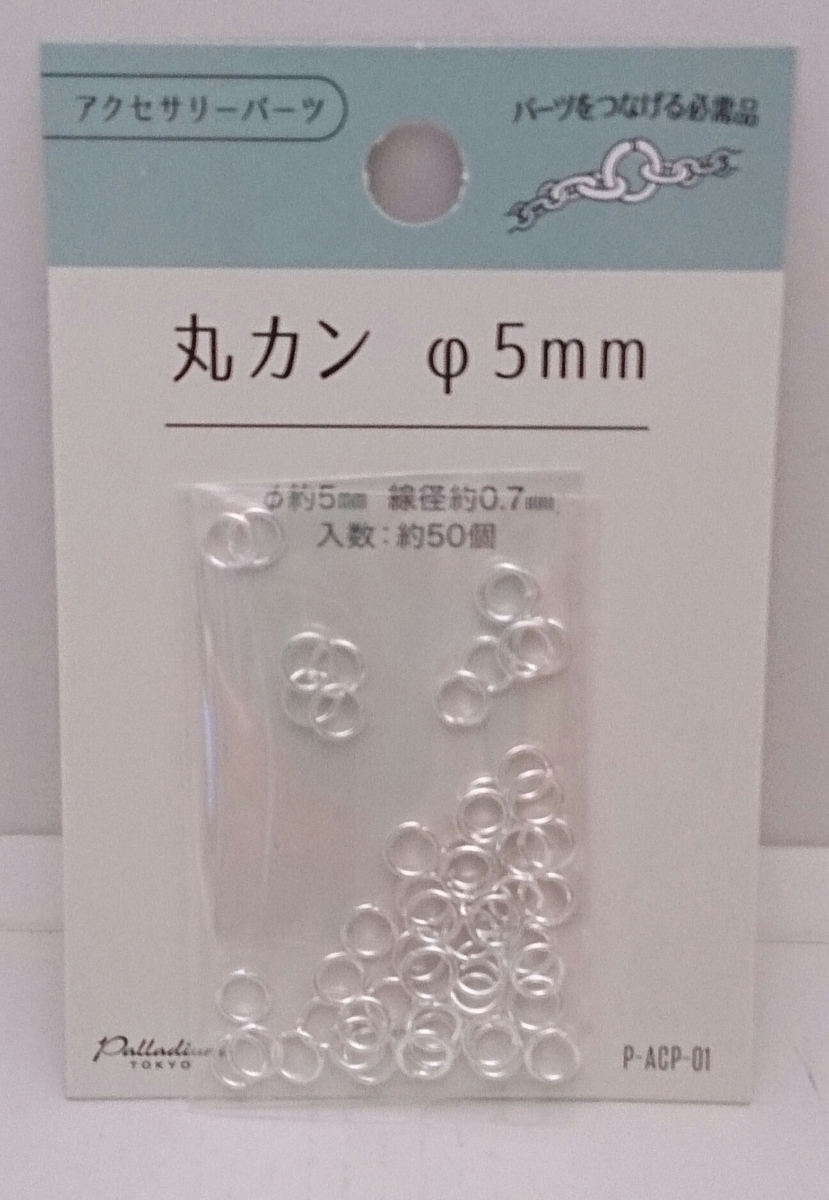 アクセサリーパーツ
パーツをつなげる必需品
丸カン φ5mm
φ約5mm 線径約0.7mm
入数:約50個
Palladium
TOKYO
P-ACP-01